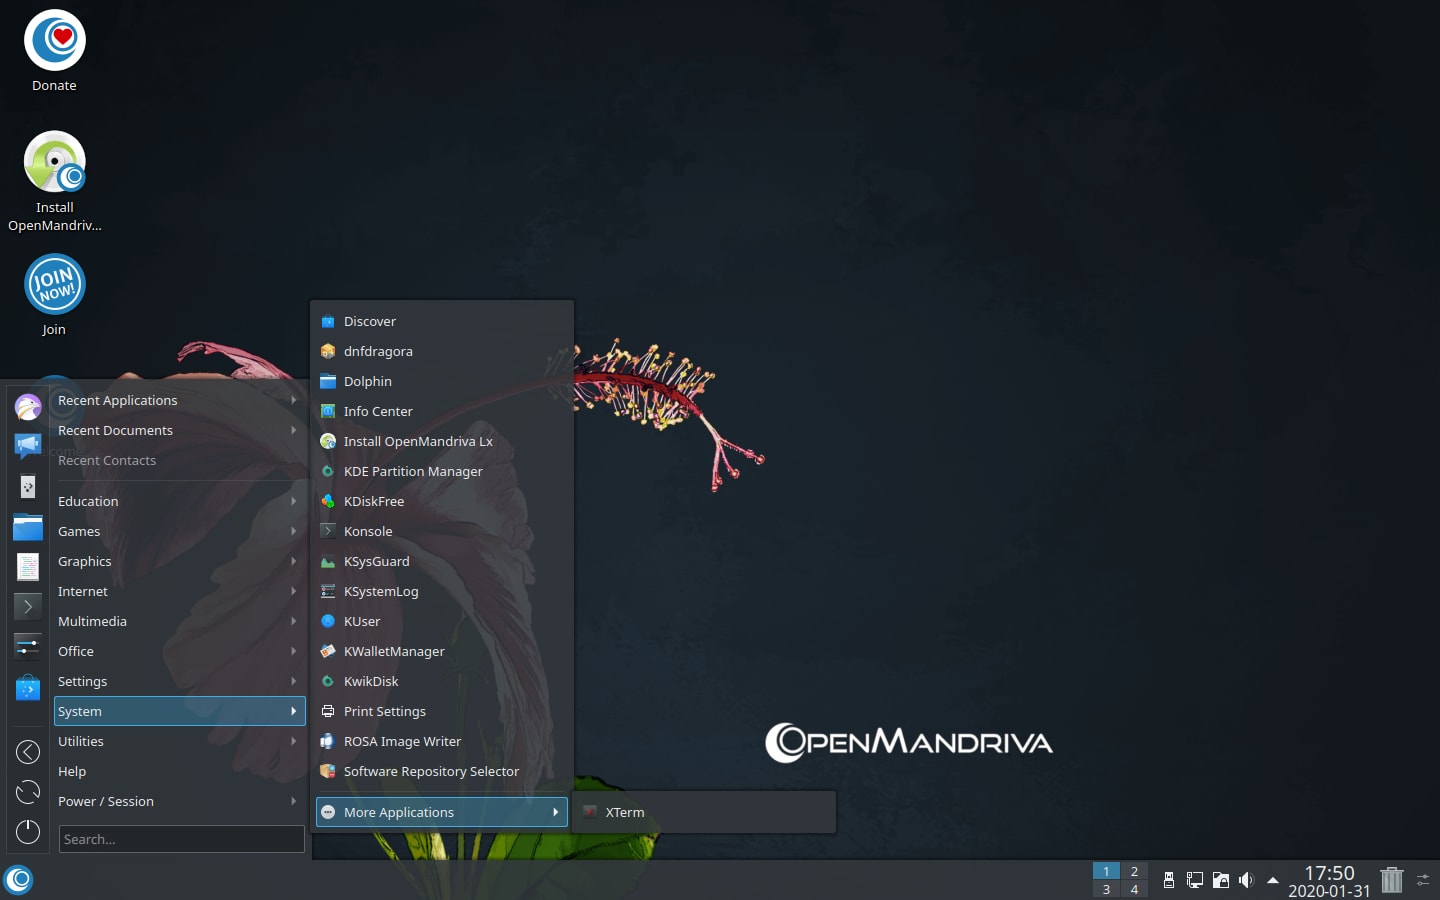 Donate
Install
OpenMandriv...
JOIN
NOW!
Join
Recent Applications
Recent Documents
Recent Contacts
Education
Games
Graphics
Internet
Multimedia
Office
Settings
System
Utilities
Help
Power / Session
Search...
Discover
dnfdragora
Dolphin
Info Center
Install OpenMandriva Lx
KDE Partition Manager
KDiskFree
Konsole
KSysGuard
KSystemLog
KUser
KWalletManager
KwikDisk
Print Settings
ROSA Image Writer
Software Repository Selector
More Applications
XTerm
OPENMANDRIVA
1 2
3 4
17:50
2020-01-31